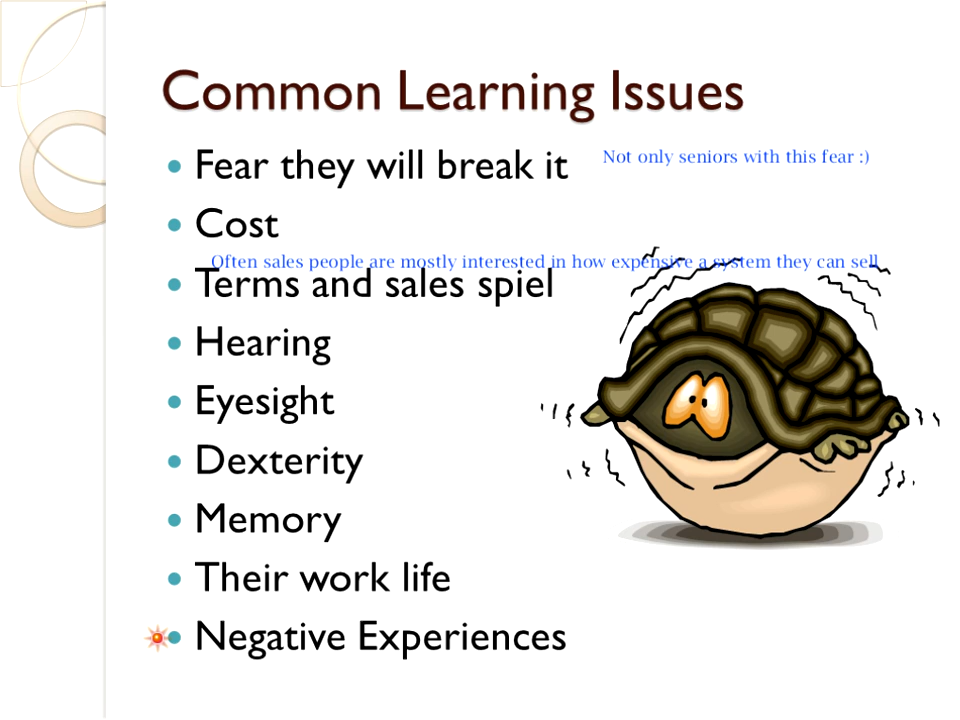 Common Learning Issues
Fear they will break it
Not only seniors with this fear :)
Cost
Often sales people are mostly interested in how expensive a system they can sell
Terms and sales spiel
Hearing
Eyesight
Dexterity
Memory
Their work life
Negative Experiences